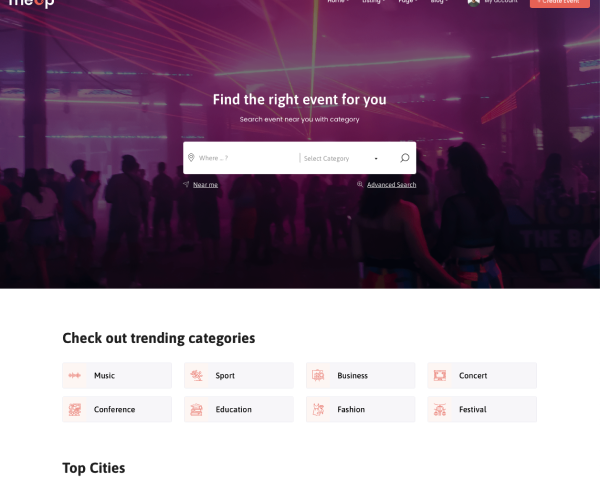 meup
Home Listing Page Blog My account + Create Event
Find the right event for you
Search event near you with category
Where ... ? Select Category
Near me Advanced Search
Check out trending categories
Music Sport Business Concert
Conference Education Fashion Festival
Top Cities